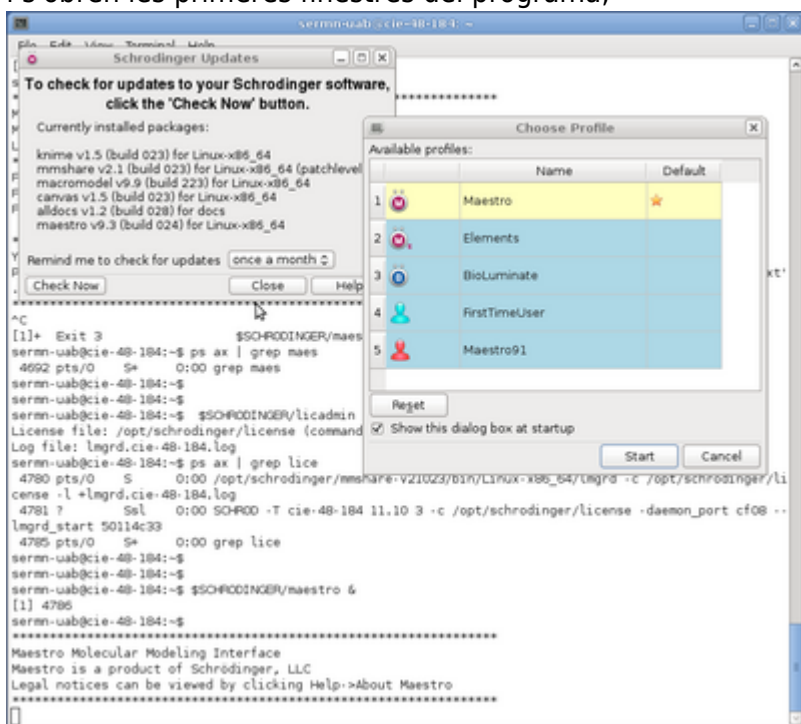 i s'obren les primeres finestres del programa,
sermn-uab@cie-48-184: ~
File Edit View Terminal Help
Schrodinger Updates
To check for updates to your Schrodinger software,
click the 'Check Now' button.
Currently installed packages:
knime v1.5 (build 023) for Linux-x86_64
mmshare v2.1 (build 023) for Linux-x86_64 (patchlevel
macromodel v9.9 (build 223) for Linux-x86_64
canvas v1.5 (build 023) for Linux-x86_64
alldocs v1.2 (build 028) for docs
maestro v9.3 (build 024) for Linux-x86_64
Remind me to check for updates once a month
Check Now Close Help
Choose Profile
Available profiles:
Name Default
1 Maestro
2 Elements
3 BioLuminate
4 FirstTimeUser
5 Maestro91
Reset
Show this dialog box at startup
Start Cancel
xt'
****************
^C
[1]+ Exit 3 $SCHRODINGER/maes
sermn-uab@cie-48-184:~$ ps ax | grep maes
4692 pts/0 S+ 0:00 grep maes
sermn-uab@cie-48-184:~$
sermn-uab@cie-48-184:~$
sermn-uab@cie-48-184:~$ $SCHRODINGER/licadmin
License file: /opt/schrodinger/license (command
Log file: lmgrd.cie-48-184.log
sermn-uab@cie-48-184:~$ ps ax | grep lice
4780 pts/0 S 0:00 /opt/schrodinger/mmshare-v21023/bin/Linux-x86_64/lmgrd -c /opt/schrodinger/li
cense -l +lmgrd.cie-48-184.log
4781 ? Ssl 0:00 SCHROD -T cie-48-184 11.10 3 -c /opt/schrodinger/license -daemon_port cf08 --
lmgrd_start 50114c33
4785 pts/0 S+ 0:00 grep lice
sermn-uab@cie-48-184:~$
sermn-uab@cie-48-184:~$
sermn-uab@cie-48-184:~$ $SCHRODINGER/maestro &
[1] 4786
sermn-uab@cie-48-184:~$
****************************************************************
Maestro Molecular Modeling Interface
Maestro is a product of Schrödinger, LLC
Legal notices can be viewed by clicking Help->About Maestro
****************************************************************